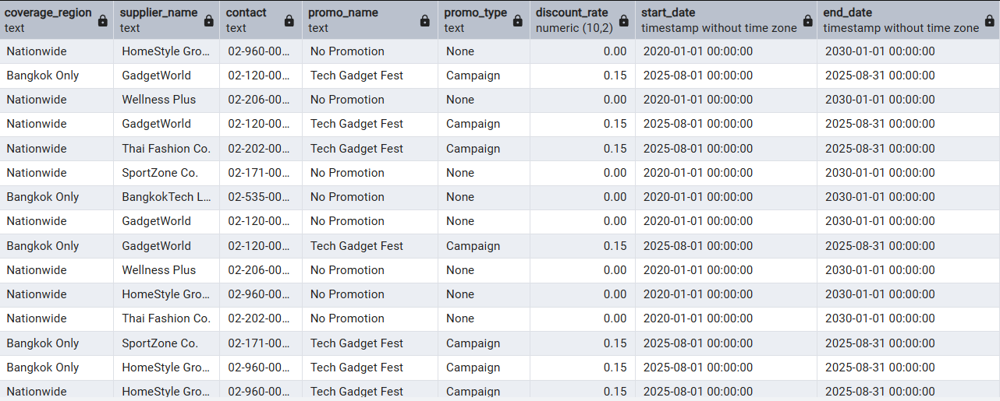 coverage_region supplier_name contact promo_name promo_type discount_rate start_date end_date
text text text text text numeric (10,2) timestamp without time zone timestamp without time zone
Nationwide HomeStyle Gro... 02-960-00... No Promotion None 0.00 2020-01-01 00:00:00 2030-01-01 00:00:00
Bangkok Only GadgetWorld 02-120-00... Tech Gadget Fest Campaign 0.15 2025-08-01 00:00:00 2025-08-31 00:00:00
Nationwide Wellness Plus 02-206-00... No Promotion None 0.00 2020-01-01 00:00:00 2030-01-01 00:00:00
Nationwide GadgetWorld 02-120-00... Tech Gadget Fest Campaign 0.15 2025-08-01 00:00:00 2025-08-31 00:00:00
Nationwide Thai Fashion Co. 02-202-00... Tech Gadget Fest Campaign 0.15 2025-08-01 00:00:00 2025-08-31 00:00:00
Nationwide SportZone Co. 02-171-00... No Promotion None 0.00 2020-01-01 00:00:00 2030-01-01 00:00:00
Bangkok Only BangkokTech L... 02-535-00... No Promotion None 0.00 2020-01-01 00:00:00 2030-01-01 00:00:00
Nationwide GadgetWorld 02-120-00... No Promotion None 0.00 2020-01-01 00:00:00 2030-01-01 00:00:00
Bangkok Only GadgetWorld 02-120-00... Tech Gadget Fest Campaign 0.15 2025-08-01 00:00:00 2025-08-31 00:00:00
Nationwide Wellness Plus 02-206-00... No Promotion None 0.00 2020-01-01 00:00:00 2030-01-01 00:00:00
Nationwide HomeStyle Gro... 02-960-00... No Promotion None 0.00 2020-01-01 00:00:00 2030-01-01 00:00:00
Nationwide Thai Fashion Co. 02-202-00... No Promotion None 0.00 2020-01-01 00:00:00 2030-01-01 00:00:00
Bangkok Only SportZone Co. 02-171-00... Tech Gadget Fest Campaign 0.15 2025-08-01 00:00:00 2025-08-31 00:00:00
Bangkok Only HomeStyle Gro... 02-960-00... Tech Gadget Fest Campaign 0.15 2025-08-01 00:00:00 2025-08-31 00:00:00
Nationwide HomeStyle Gro... 02-960-00... Tech Gadget Fest Campaign 0.15 2025-08-01 00:00:00 2025-08-31 00:00:00